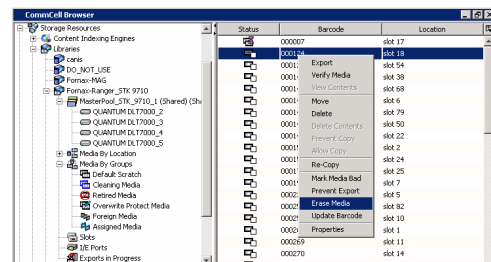 CommCell Browser
Storage Resources
Content Indexing Engines
Libraries
canis
DO_NOT_USE
Fornax-MAG
Fornax-Ranger_STK 9710
MasterPool_STK_9710_1 (Shared) (Sha
QUANTUM DLT7000_2
QUANTUM DLT7000_3
QUANTUM DLT7000_6
QUANTUM DLT7000_5
Media By Location
Media By Groups
Default Scratch
Cleaning Media
Retired Media
Overwrite Protect Media
Foreign Media
Assigned Media
Slots
I/E Ports
Exports in Progress
Status Barcode Location
000007 slot 17
000124 slot 18
slot 54
slot 38
slot 68
slot 6
slot 79
slot 50
slot 22
slot 2
slot 24
slot 25
slot 7
slot 5
slot 82
slot 10
slot 1
000269 slot 11
000270 slot 14
Export
Verify Media
View Contents
Move
Delete
Delete Contents
Prevent Copy
Allow Copy
Re-Copy
Mark Media Bad
Prevent Export
Erase Media
Update Barcode
Properties